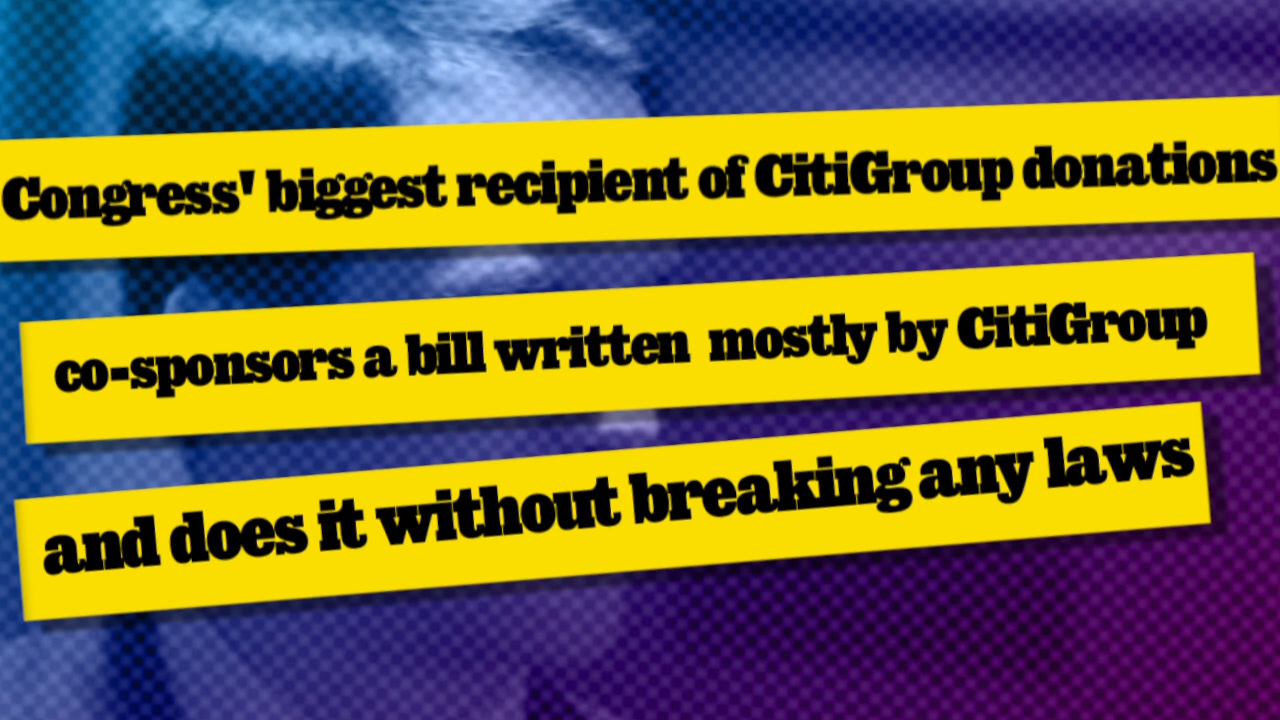 Congress' biggest recipient of CitiGroup donations
co-sponsors a bill written mostly by CitiGroup
and does it without breaking any laws